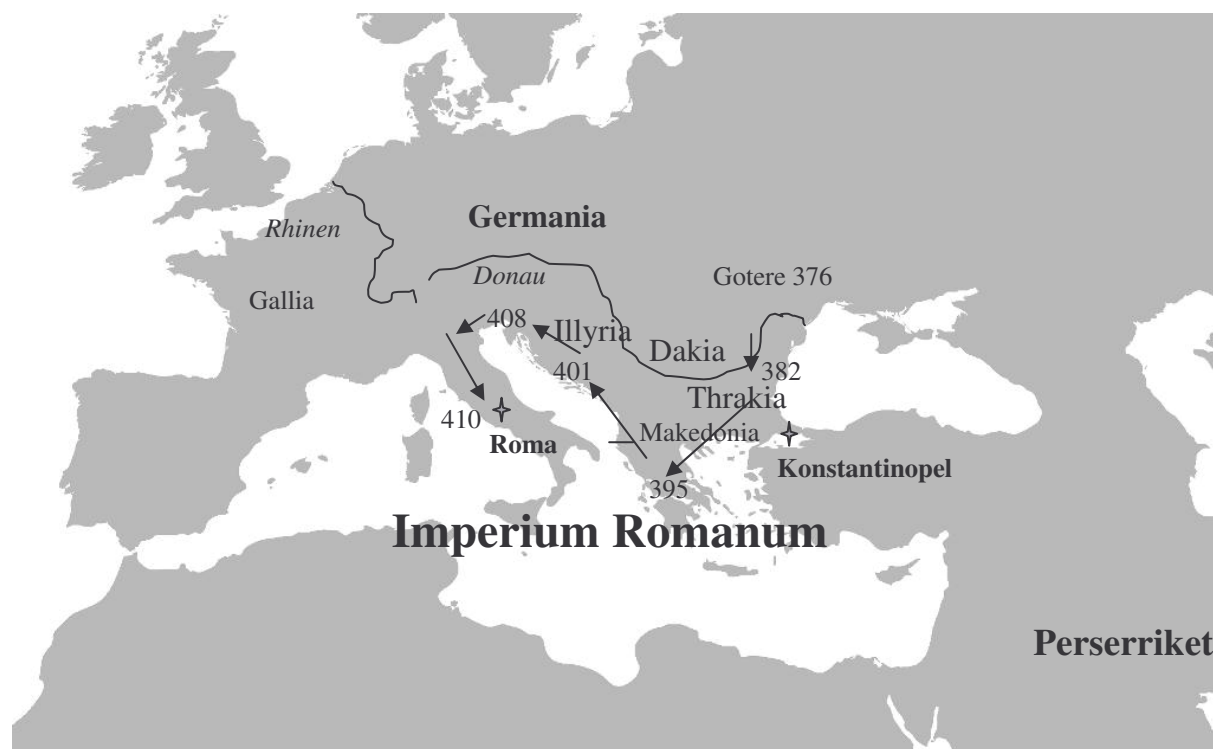 Germania
Rhinen
Donau
Gotere 376
Gallia
408
Illyria
Dakia
401
382
Thrakia
410
Makedonia
Roma
Konstantinopel
395
Imperium Romanum
Perserriket